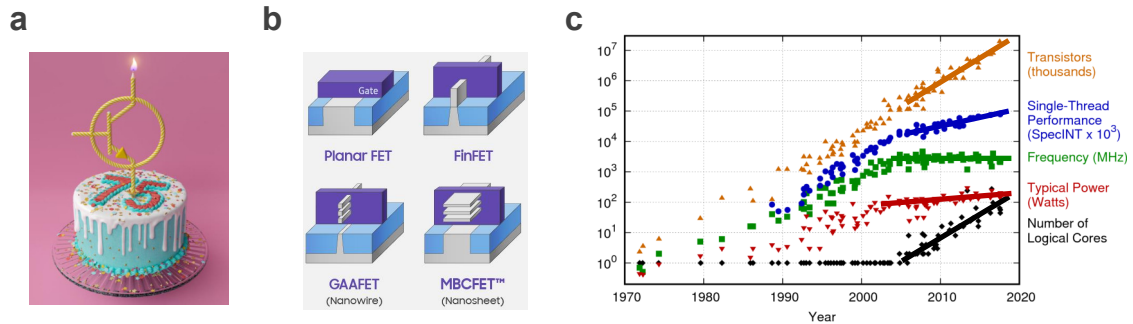 a
75
b
Gate
Planar FET
FinFET
GAAFET
(Nanowire)
MBCFET™
(Nanosheet)
c
10⁷
10⁶
10⁵
10⁴
10³
10²
10¹
10⁰
1970
1980
1990
2000
2010
2020
Year
Transistors
(thousands)
Single-Thread
Performance
(SpecINT x 10³)
Frequency (MHz)
Typical Power
(Watts)
Number of
Logical Cores